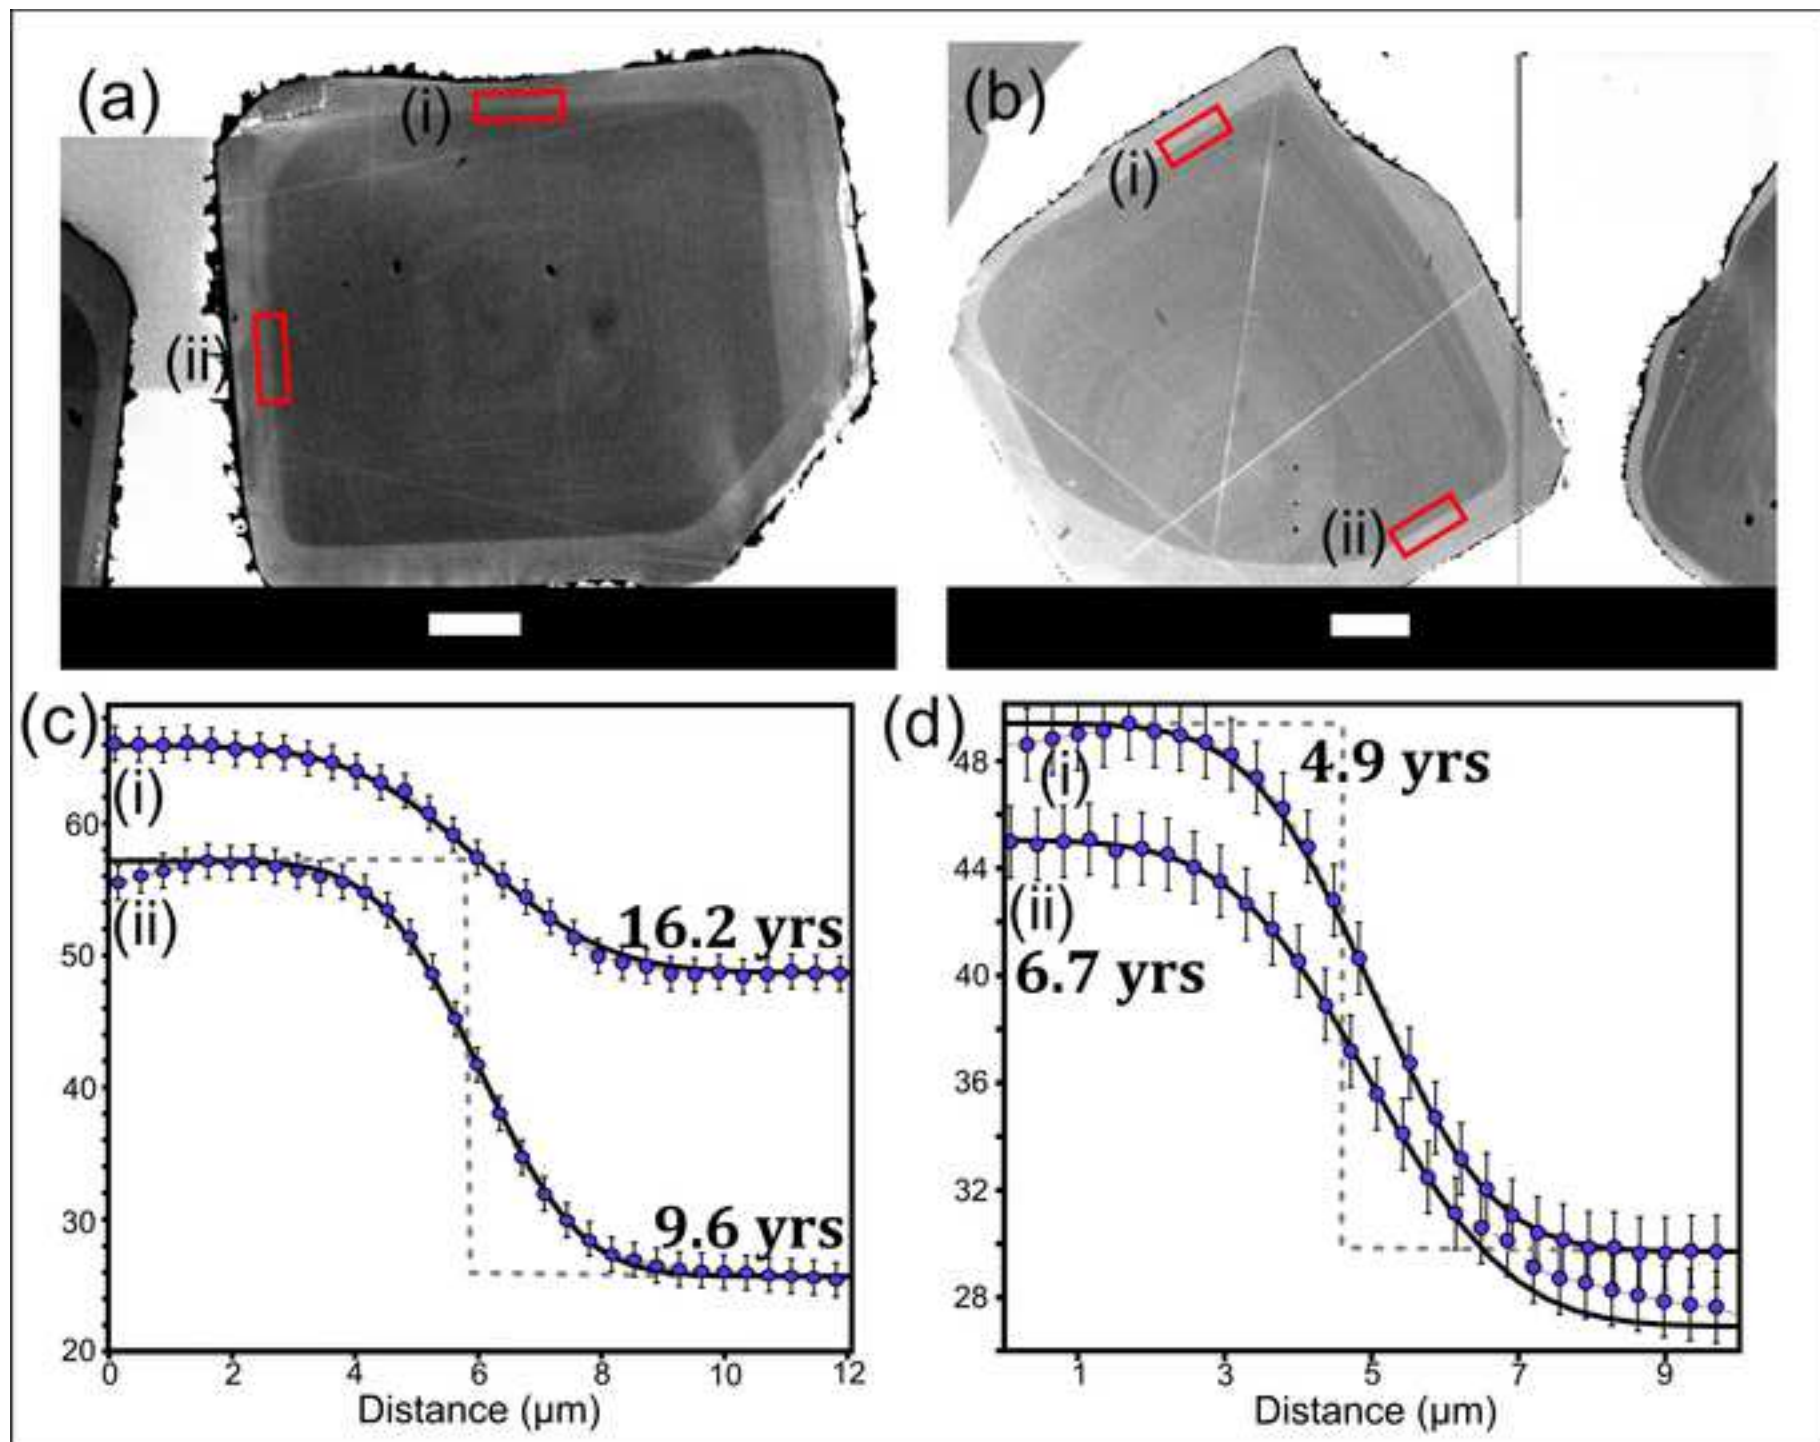 (a)
(i)
(ii)
(b)
(i)
(ii)
(c)
(i)
(ii)
16.2 yrs
9.6 yrs
60
50
40
30
20
0 2 4 6 8 10 12
Distance (µm)
(d)
(i)
(ii)
4.9 yrs
6.7 yrs
48
44
40
36
32
28
1 3 5 7 9
Distance (µm)